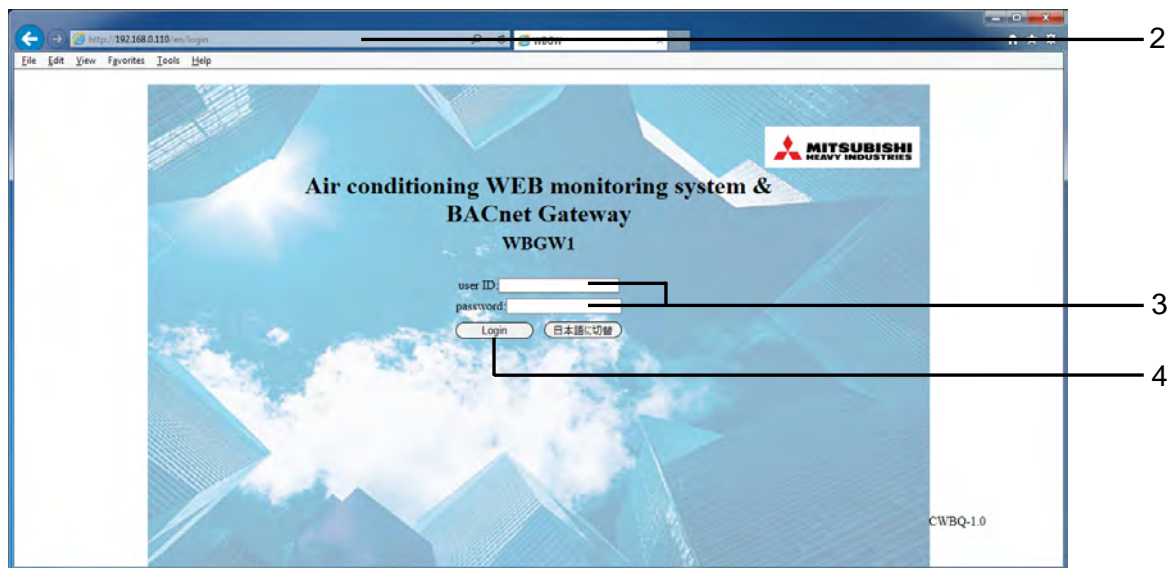 http://192.168.0.110/en/login
WBGW
2
File Edit View Favorites Tools Help
MITSUBISHI
HEAVY INDUSTRIES
Air conditioning WEB monitoring system &
BACnet Gateway
WBGW1
user ID:
password:
3
Login 日本語に切替
4
CWBQ-1.0